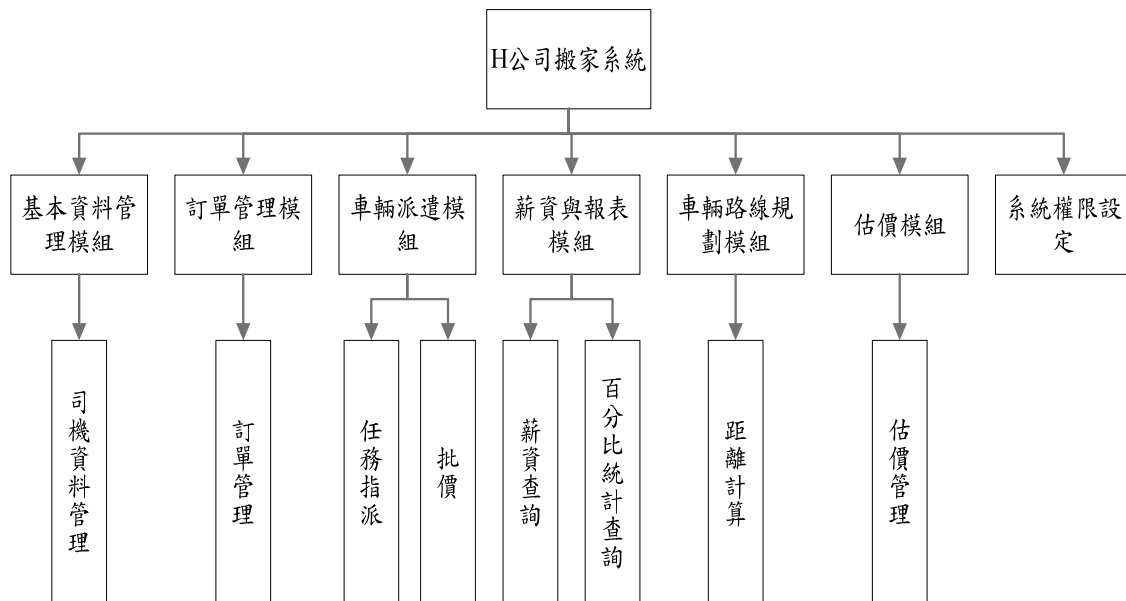 H公司搬家系統
基本資料管
理模組
訂單管理模
組
車輛派遣模
組
薪資與報表
模組
車輛路線規
劃模組
估價模組
系統權限設
定
司機資料管理
訂單管理
任務指派
批價
薪資查詢
百分比統計查詢
距離計算
估價管理